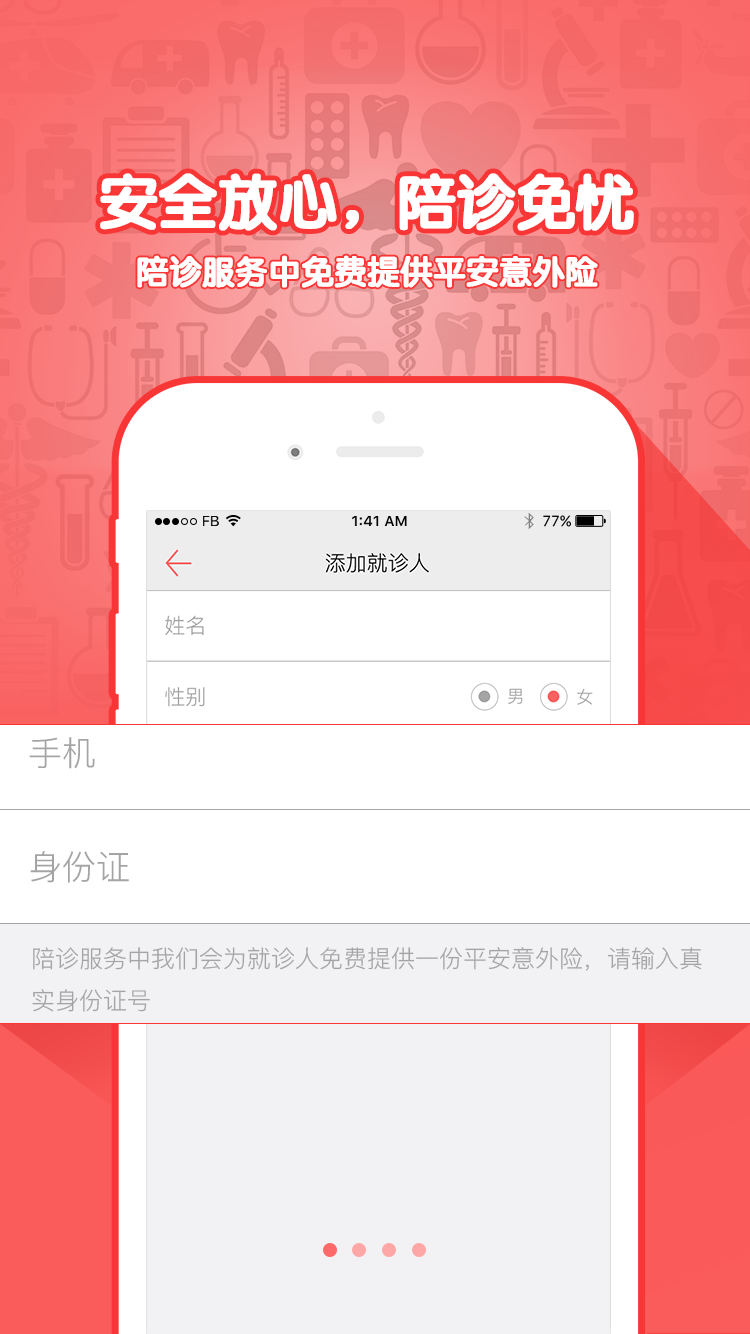 安全放心，陪诊免忧
陪诊服务中免费提供平安意外险
FB 1:41 AM 77%
添加就诊人
姓名
性别 男 女
手机
身份证
陪诊服务中我们会为就诊人免费提供一份平安意外险，请输入真
实身份证号